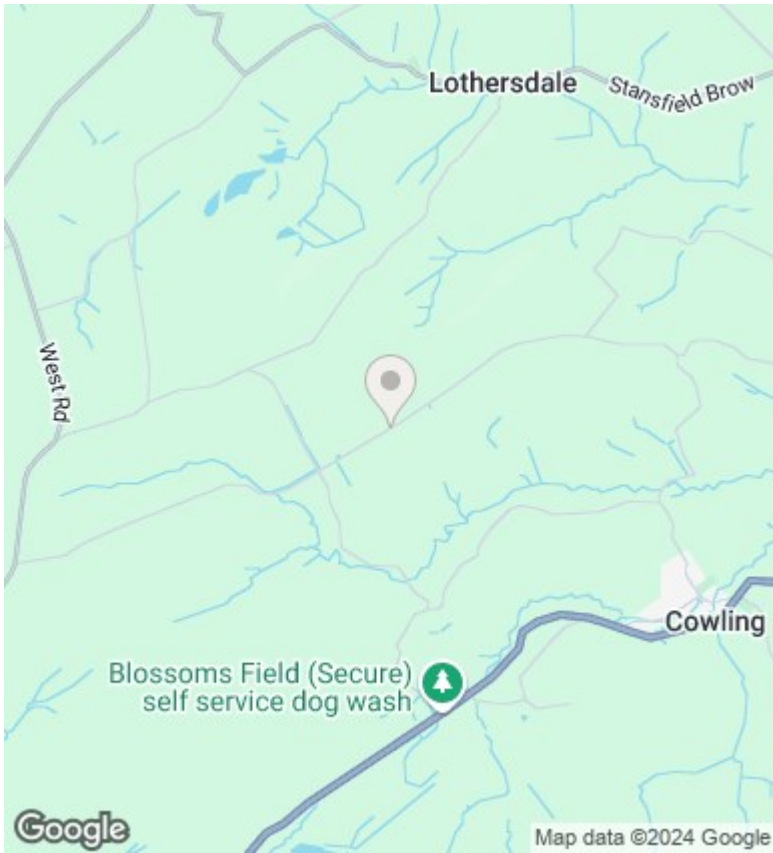 Lothersdale
Stansfield Brow
West Rd
Cowling
Blossoms Field (Secure)
self service dog wash
Google
Map data ©2024 Google